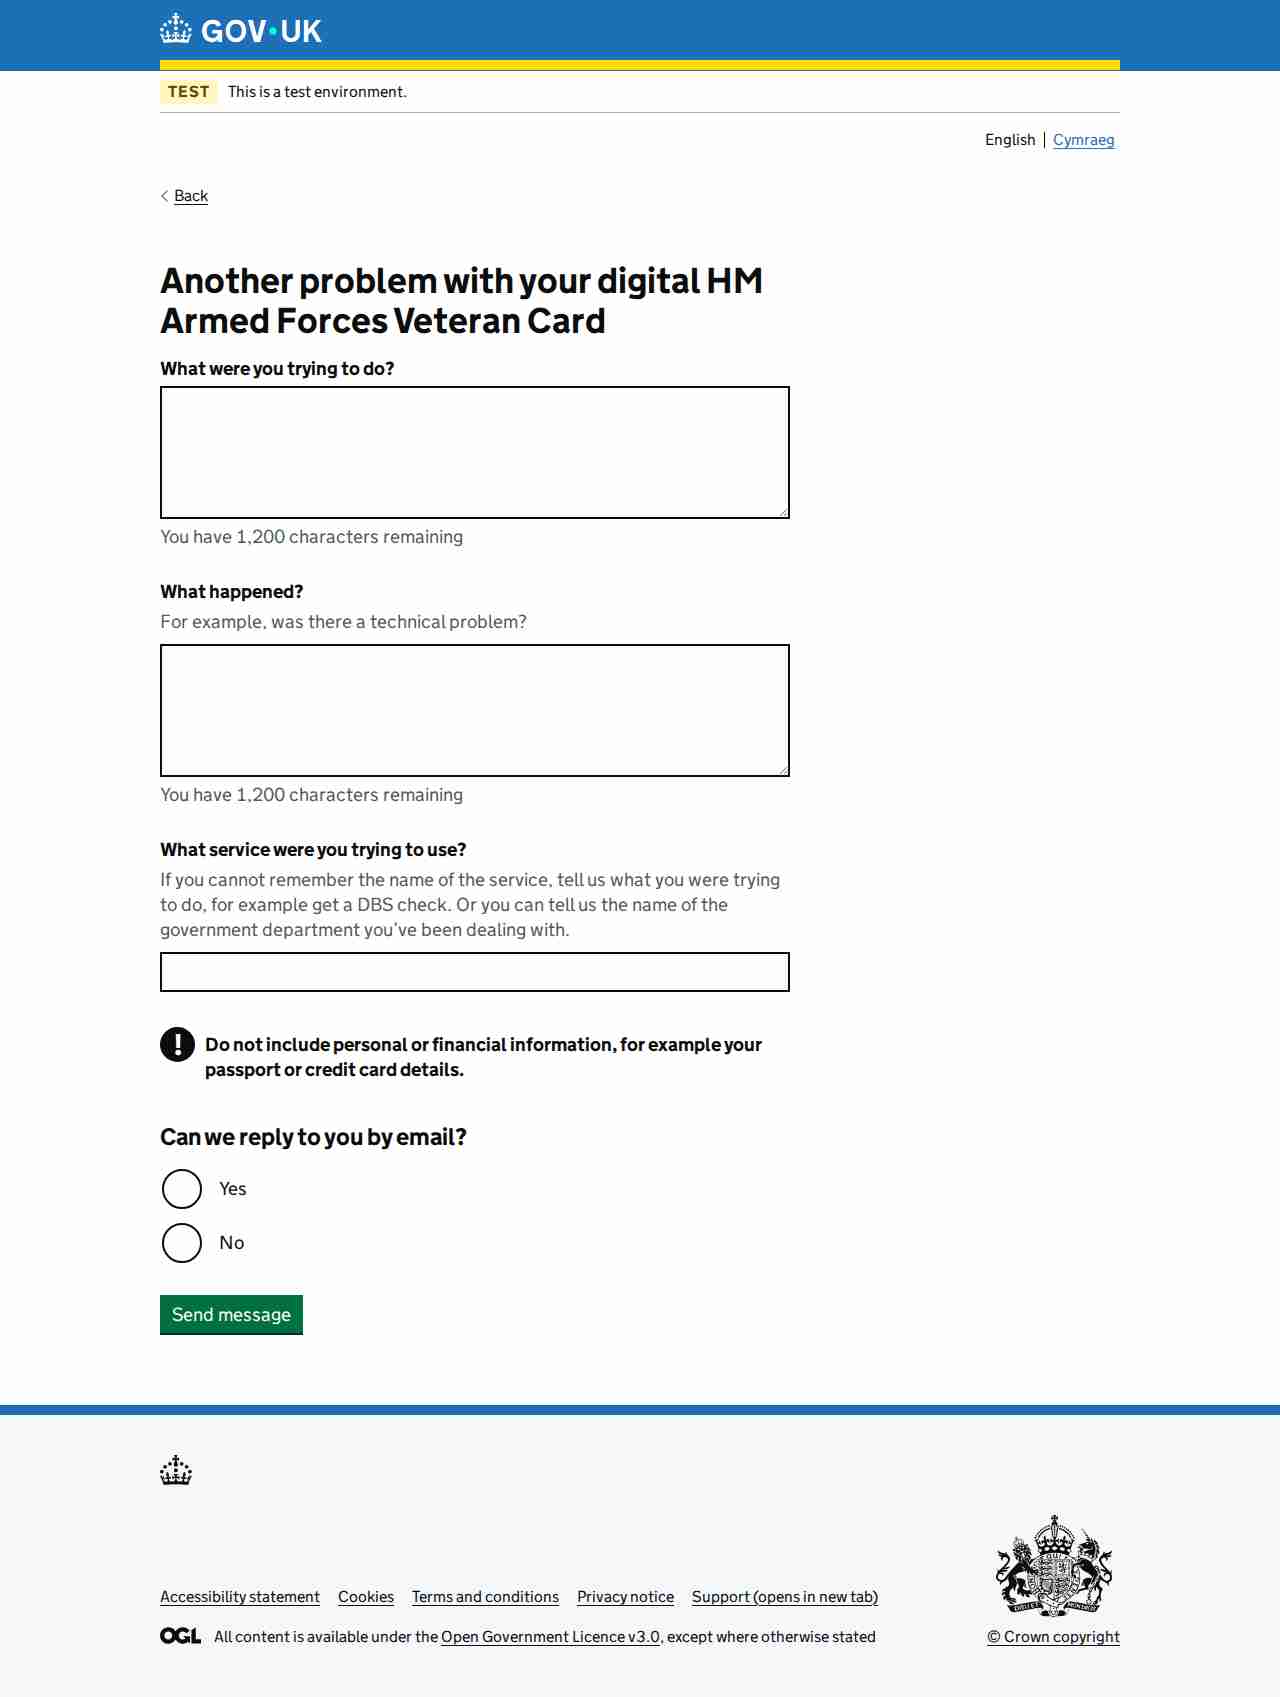 GOV·UK
TEST This is a test environment.
English Cymraeg
Back
Another problem with your digital HM
Armed Forces Veteran Card
What were you trying to do?
You have 1,200 characters remaining
What happened?
For example, was there a technical problem?
You have 1,200 characters remaining
What service were you trying to use?
If you cannot remember the name of the service, tell us what you were trying
to do, for example get a DBS check. Or you can tell us the name of the
government department you’ve been dealing with.
! Do not include personal or financial information, for example your
passport or credit card details.
Can we reply to you by email?
Yes
No
Send message
Accessibility statement Cookies Terms and conditions Privacy notice Support (opens in new tab)
OGL All content is available under the Open Government Licence v3.0, except where otherwise stated
© Crown copyright